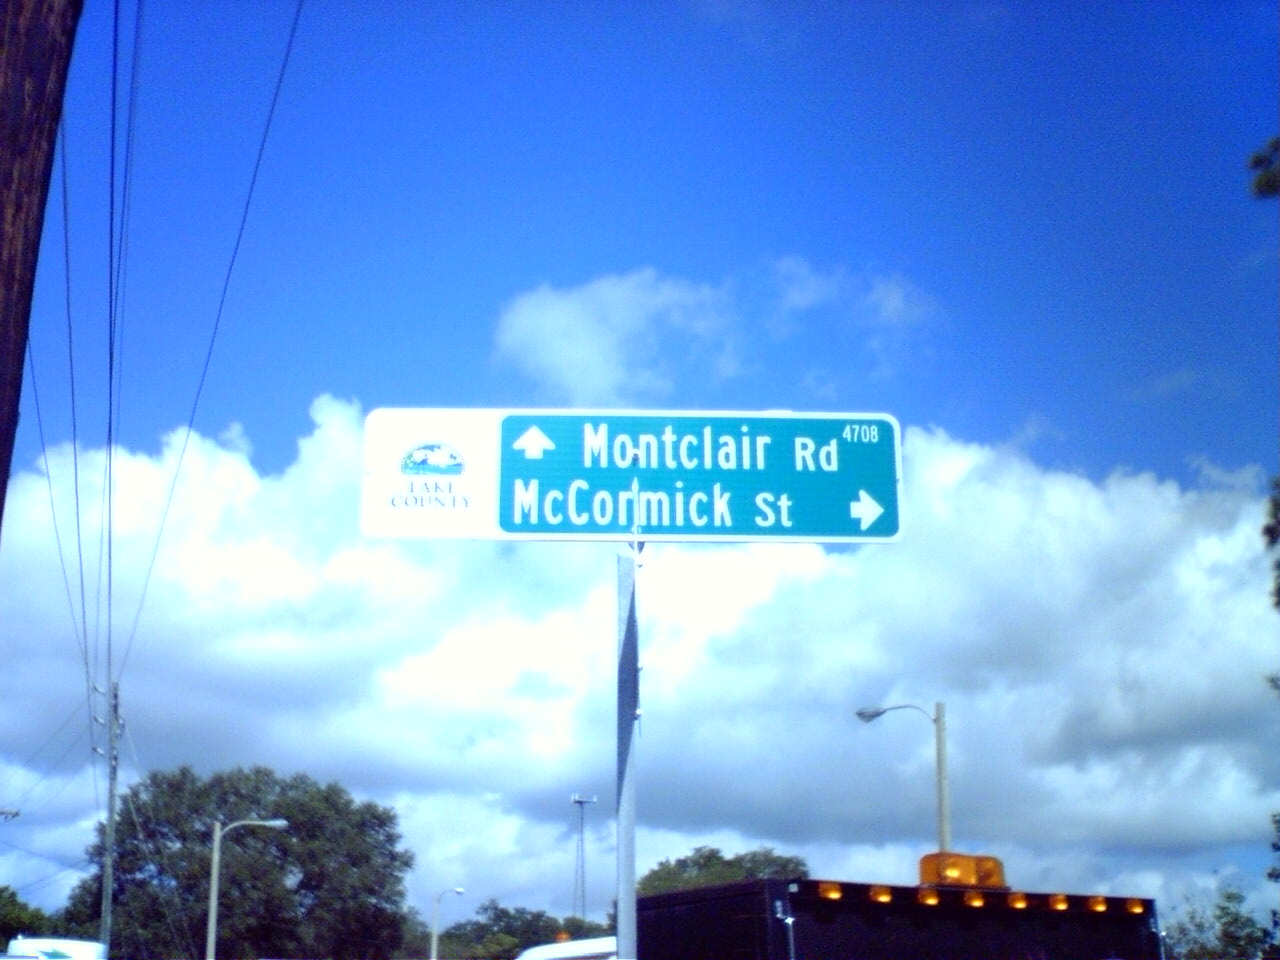 LAKE
COUNTY
Montclair Rd 4708
McCormick St